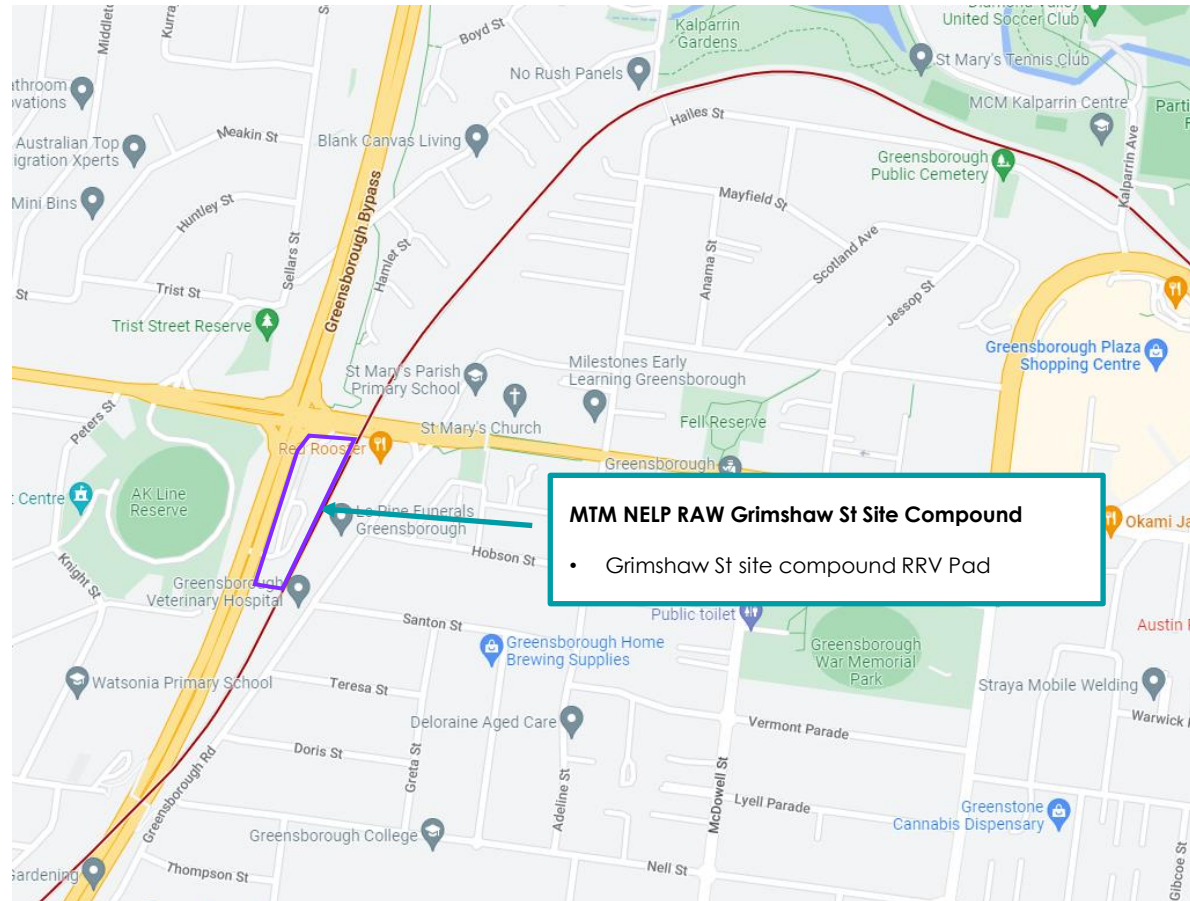 Middlet
Kurra
S
Boyd St
Kalparrin
Gardens
United Soccer Club
St Mary's Tennis Club
No Rush Panels
throom
ovations
MCM Kalparrin Centre
Parti
Hailes St
Meakin St
Blank Canvas Living
Australian Top
igration Xperts
Greensborough
Public Cemetery
Kalparrin Ave
Mini Bins
Huntley St
Mayfield St
Greensborough Bypass
Sellars St
Hamlet St
Anama St
Scotland Ave
St
Trist St
Jessop St
Trist Street Reserve
Greensborough Plaza
Shopping Centre
St Mary's Parish
Primary School
Milestones Early
Learning Greensborough
Peters St
St Mary's Church
Fell Reserve
Red Rooster
Greensborough
t Centre
AK Line
Reserve
Le Pine Funerals
Greensborough
MTM NELP RAW Grimshaw St Site Compound
• Grimshaw St site compound RRV Pad
Okami Ja
Hobson St
Knight St
Greensborough
Veterinary Hospital
Public toilet
Santon St
Austin
Greensborough Home
Brewing Supplies
Greensborough
War Memorial
Park
Watsonia Primary School
Teresa St
Straya Mobile Welding
Deloraine Aged Care
Warwick
Vermont Parade
Doris St
Greta St
Greensborough Rd
Adeline St
McDowell St
Lyell Parade
Greenstone
Cannabis Dispensary
Greensborough College
Nell St
Gibcoe St
Gardening
Thompson St